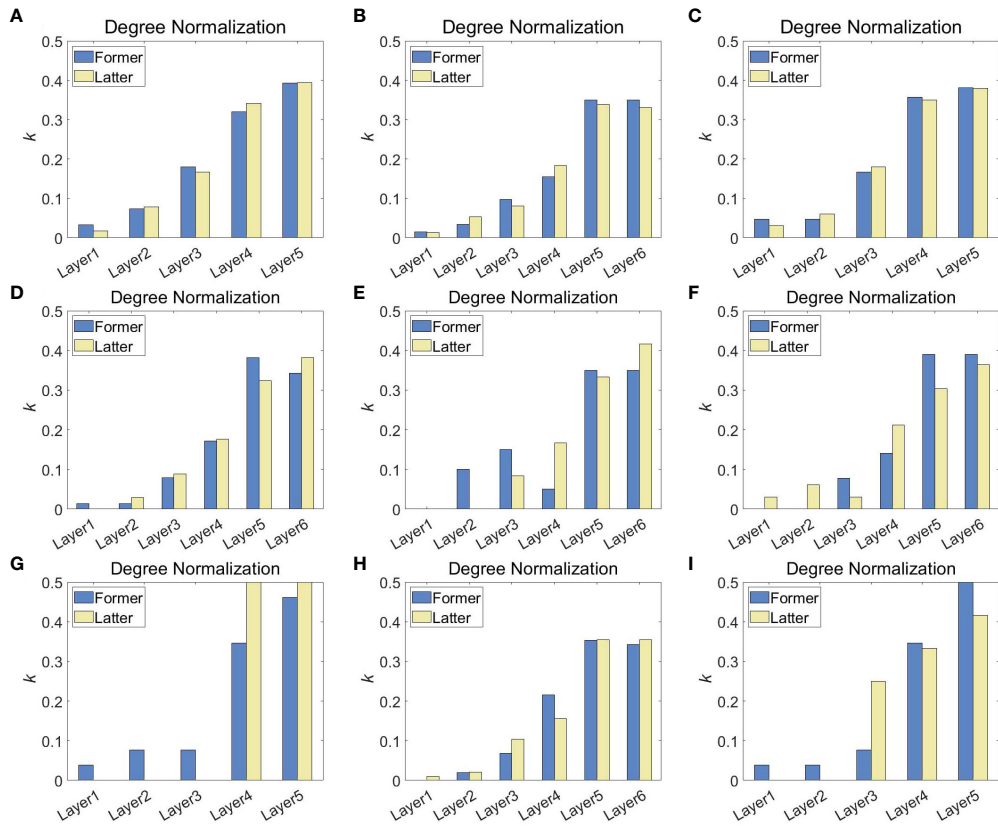 A
Degree Normalization
0.5
0.4
0.3
0.2
0.1
0
k
Former
Latter
Layer1
Layer2
Layer3
Layer4
Layer5
B
Degree Normalization
0.5
0.4
0.3
0.2
0.1
0
k
Former
Latter
Layer1
Layer2
Layer3
Layer4
Layer5
Layer6
C
Degree Normalization
0.5
0.4
0.3
0.2
0.1
0
k
Former
Latter
Layer1
Layer2
Layer3
Layer4
Layer5
D
Degree Normalization
0.5
0.4
0.3
0.2
0.1
0
k
Former
Latter
Layer1
Layer2
Layer3
Layer4
Layer5
Layer6
E
Degree Normalization
0.5
0.4
0.3
0.2
0.1
0
k
Former
Latter
Layer1
Layer2
Layer3
Layer4
Layer5
Layer6
F
Degree Normalization
0.5
0.4
0.3
0.2
0.1
0
k
Former
Latter
Layer1
Layer2
Layer3
Layer4
Layer5
Layer6
G
Degree Normalization
0.5
0.4
0.3
0.2
0.1
0
k
Former
Latter
Layer1
Layer2
Layer3
Layer4
Layer5
H
Degree Normalization
0.5
0.4
0.3
0.2
0.1
0
k
Former
Latter
Layer1
Layer2
Layer3
Layer4
Layer5
Layer6
I
Degree Normalization
0.5
0.4
0.3
0.2
0.1
0
k
Former
Latter
Layer1
Layer2
Layer3
Layer4
Layer5